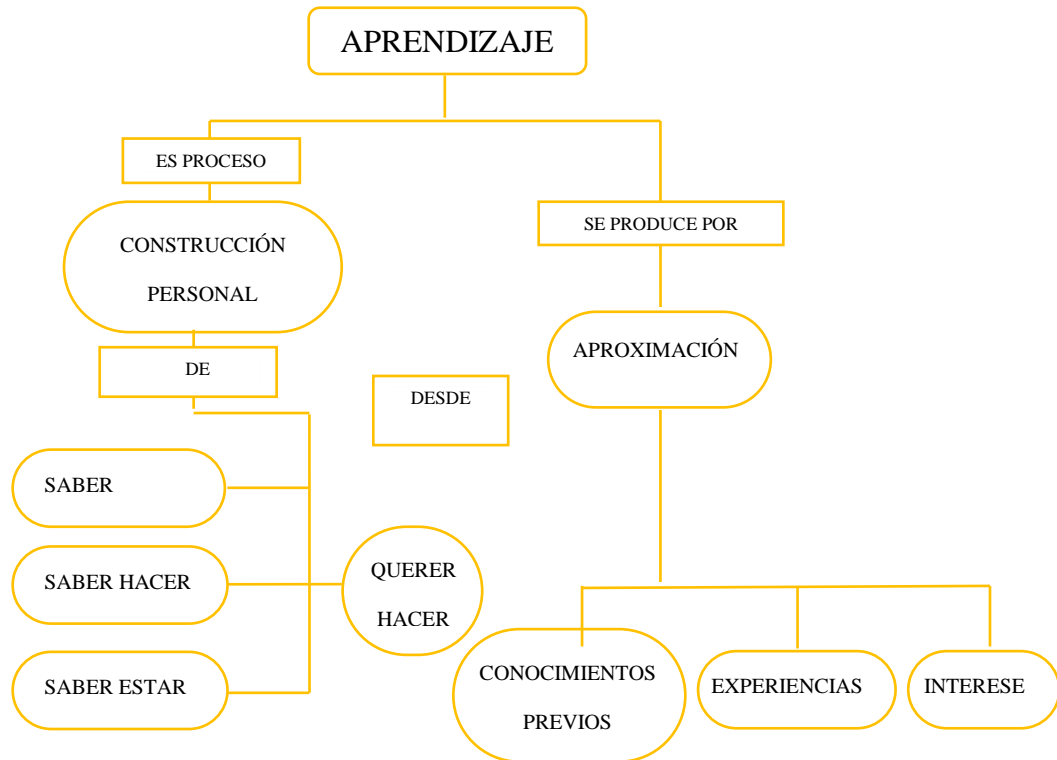 APRENDIZAJE
ES PROCESO
SE PRODUCE POR
CONSTRUCCIÓN
PERSONAL
DE
APROXIMACIÓN
DESDE
SABER
SABER HACER
QUERER
HACER
SABER ESTAR
CONOCIMIENTOS
PREVIOS
EXPERIENCIAS
INTERESE